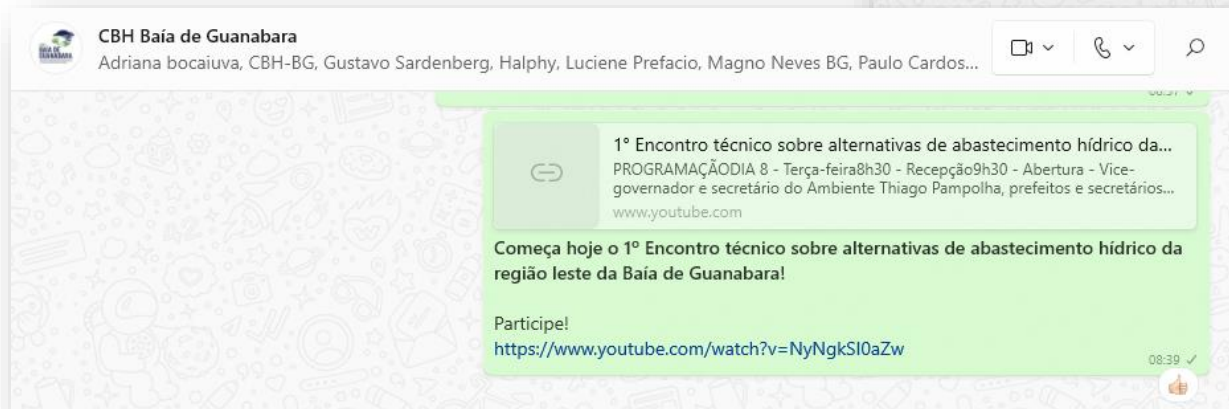 CBH Baía de Guanabara
Adriana bocaiuva, CBH-BG, Gustavo Sardenberg, Halphy, Luciene Prefacio, Magno Neves BG, Paulo Cardos...
1° Encontro técnico sobre alternativas de abastecimento hídrico da...
PROGRAMAÇÃODIA 8 - Terça-feira8h30 - Recepção9h30 - Abertura - Vice-
governador e secretário do Ambiente Thiago Pampolha, prefeitos e secretários...
www.youtube.com
Começa hoje o 1º Encontro técnico sobre alternativas de abastecimento hídrico da
região leste da Baía de Guanabara!
Participe!
https://www.youtube.com/watch?v=NyNgkSI0aZw
08:39